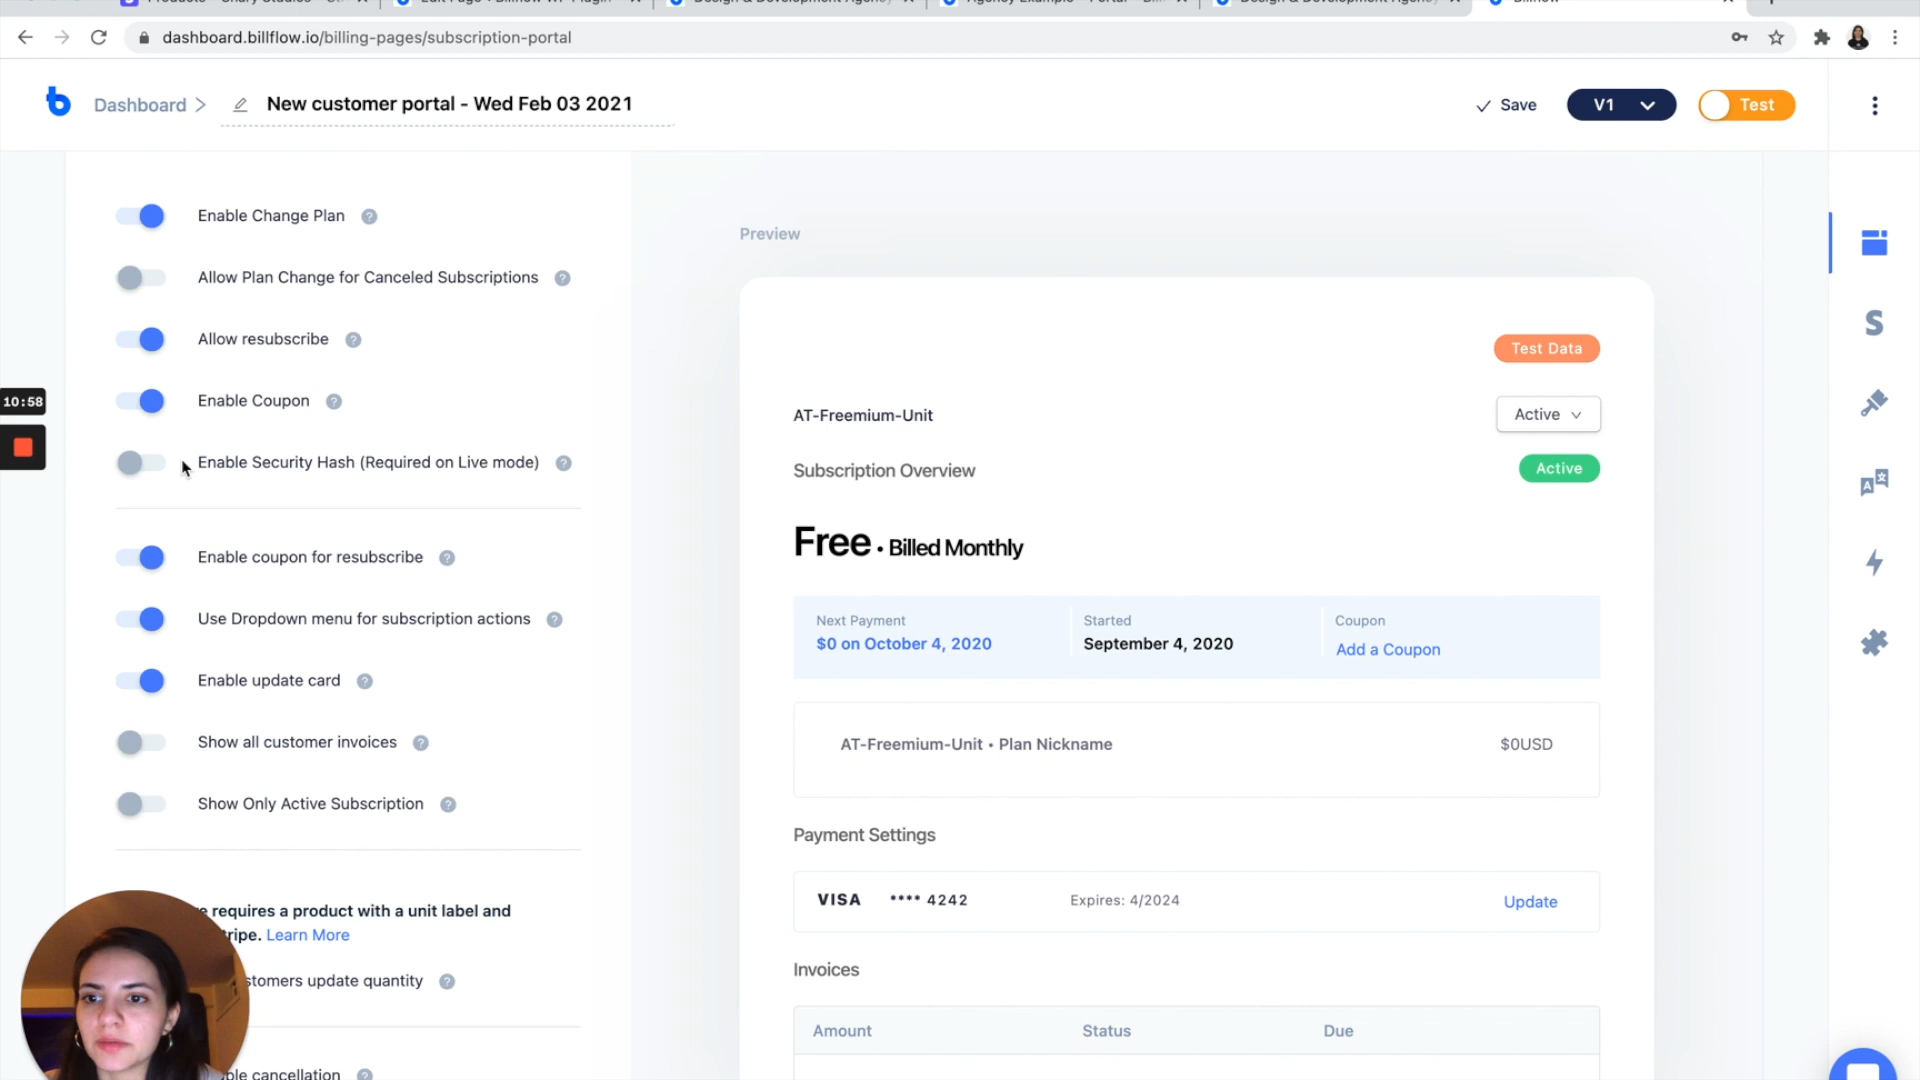 dashboard.billflow.io/billing-pages/subscription-portal
Dashboard > New customer portal - Wed Feb 03 2021
Save
V1
Test
Enable Change Plan ?
Allow Plan Change for Canceled Subscriptions ?
Allow resubscribe ?
Enable Coupon ?
10:58
Enable Security Hash (Required on Live mode) ?
Enable coupon for resubscribe ?
Use Dropdown menu for subscription actions ?
Enable update card ?
Show all customer invoices ?
Show Only Active Subscription ?
requires a product with a unit label and
Learn More
update quantity ?
cancellation ?
Preview
Test Data
AT-Freemium-Unit
Active
Subscription Overview
Active
Free • Billed Monthly
Next Payment
$0 on October 4, 2020
Started
September 4, 2020
Coupon
Add a Coupon
AT-Freemium-Unit • Plan Nickname
$0USD
Payment Settings
VISA **** 4242
Expires: 4/2024
Update
Invoices
Amount
Status
Due